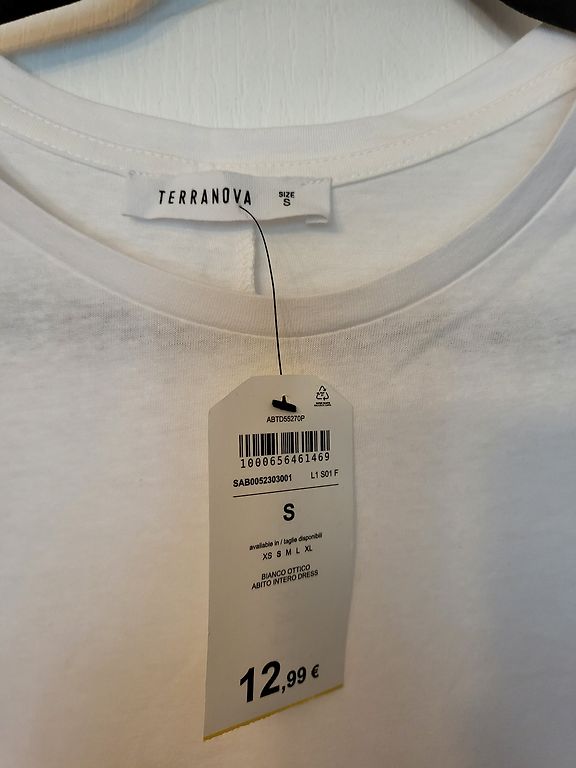 TERRANOVA
SIZE
S
ABTD55270P
1000656461469
SAB0052303001 L1 S01 F
S
available in / taglie disponibili
XS S M L XL
BIANCO OTTICO
ABITO INTERO DRESS
12,99 €